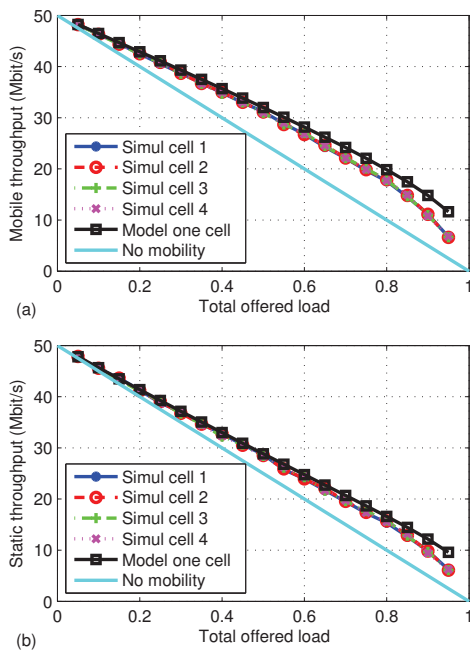 50
40
30
20
10
0
Mobile throughput (Mbit/s)
Simul cell 1
Simul cell 2
Simul cell 3
Simul cell 4
Model one cell
No mobility
0 0.2 0.4 0.6 0.8 1
(a)
Total offered load
50
40
30
20
10
0
Static throughput (Mbit/s)
Simul cell 1
Simul cell 2
Simul cell 3
Simul cell 4
Model one cell
No mobility
0 0.2 0.4 0.6 0.8 1
(b)
Total offered load